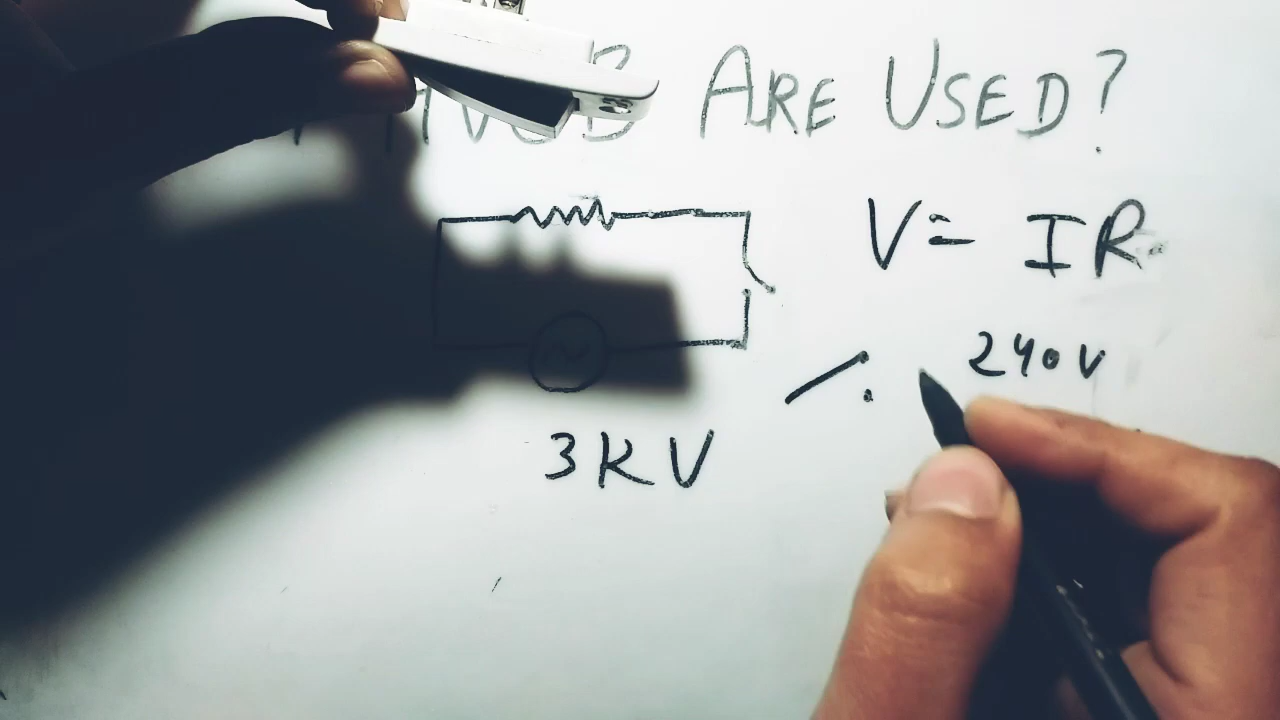 ARE USED?
V = IR
240V
3KV